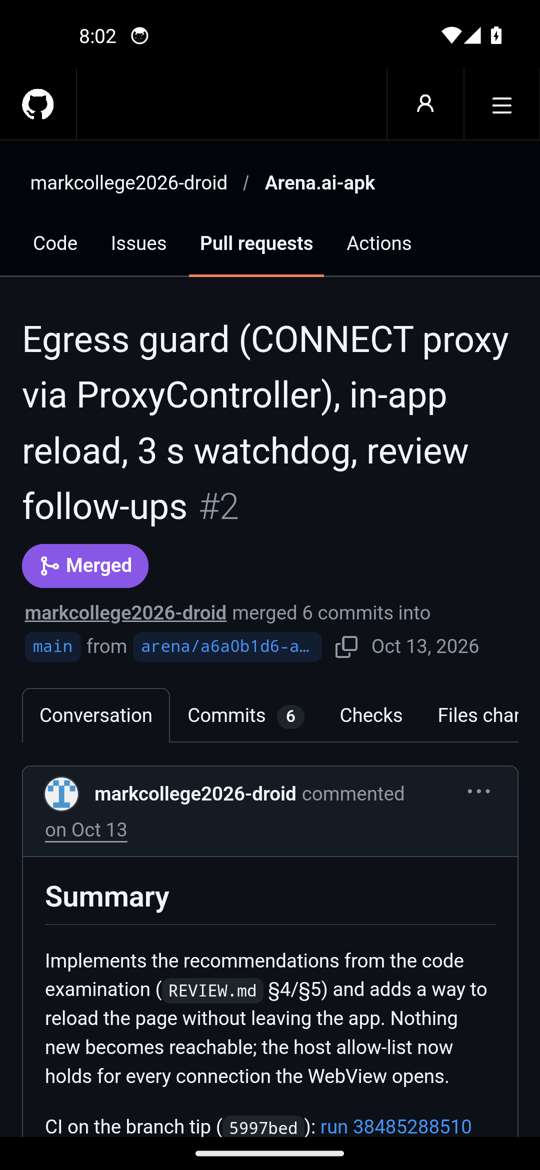 8:02
markcollege2026-droid / Arena.ai-apk
Code Issues Pull requests Actions
Egress guard (CONNECT proxy
via ProxyController), in-app
reload, 3 s watchdog, review
follow-ups #2
Merged
markcollege2026-droid merged 6 commits into
main from arena/a6a0b1d6-a… Oct 13, 2026
Conversation Commits 6 Checks Files chan
markcollege2026-droid commented
on Oct 13
Summary
Implements the recommendations from the code
examination ( REVIEW.md §4/§5) and adds a way to
reload the page without leaving the app. Nothing
new becomes reachable; the host allow-list now
holds for every connection the WebView opens.
CI on the branch tip ( 5997bed ): run 38485288510